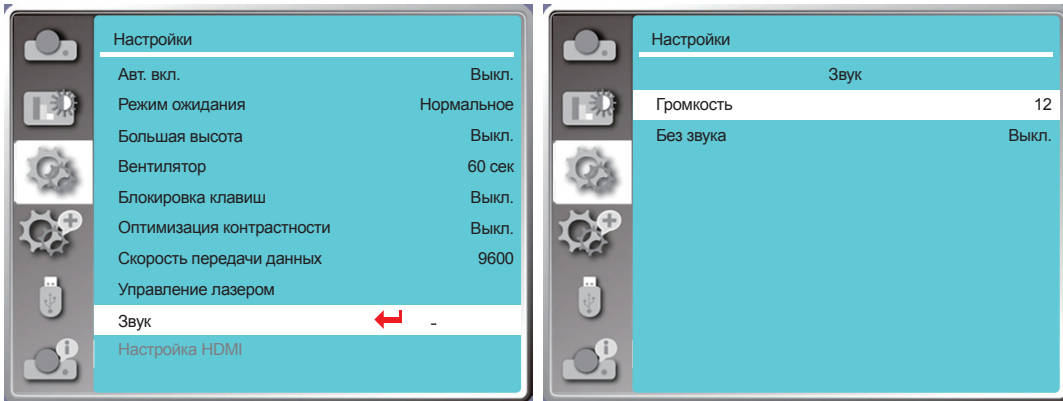 Настройки
Авт. вкл. Выкл.
Режим ожидания Нормальное
Большая высота Выкл.
Вентилятор 60 сек
Блокировка клавиш Выкл.
Оптимизация контрастности Выкл.
Скорость передачи данных 9600
Управление лазером
Звук -
Настройка HDMI
Настройки
Звук
Громкость 12
Без звука Выкл.